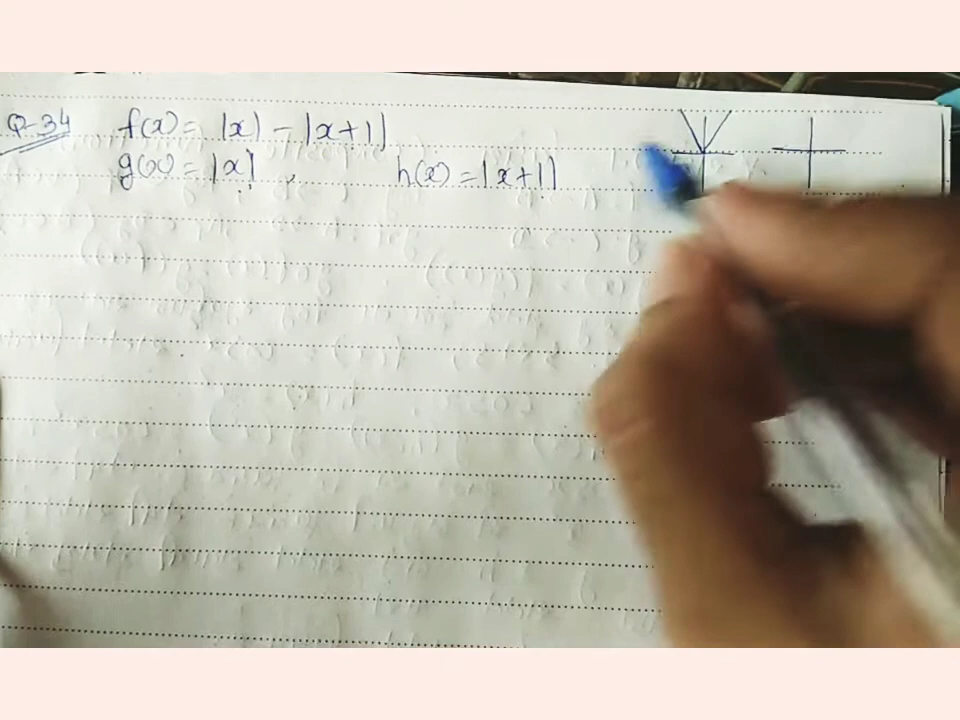 Q-34 f(x) = |x| - |x+1|
g(x) = |x| , h(x) = |x+1|